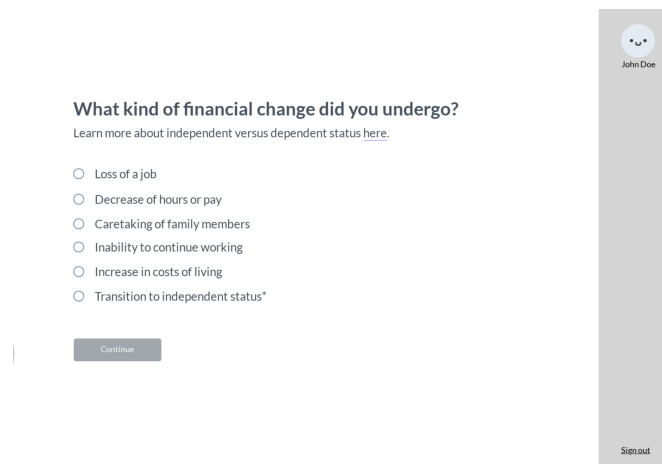 John Doe
What kind of financial change did you undergo?
Learn more about independent versus dependent status here.
Loss of a job
Decrease of hours or pay
Caretaking of family members
Inability to continue working
Increase in costs of living
Transition to independent status*
Continue
Sign out